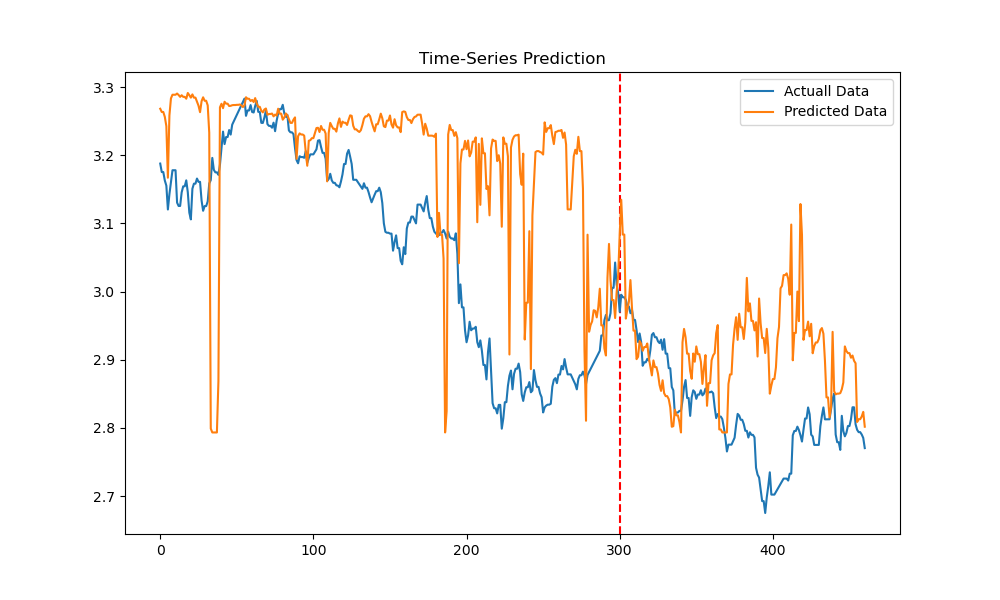 Time-Series Prediction
Actuall Data
Predicted Data
3.3
3.2
3.1
3.0
2.9
2.8
2.7
0 100 200 300 400